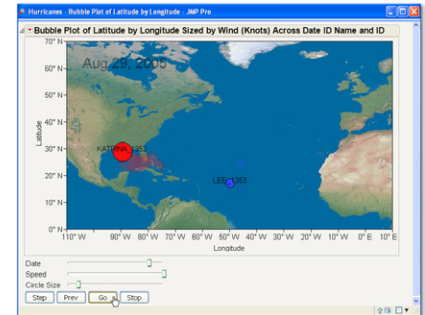 Hurricanes - Bubble Plot of Latitude by Longitude - JMP Pro
Bubble Plot of Latitude by Longitude Sized by Wind (Knots) Across Date ID Name and ID
Aug 29, 2005
70° N
60° N
50° N
40° N
30° N
20° N
10° N
0° N
Latitude
KATRINA_1953
LEE_1953
110° W 90° W 80° W 70° W 60° W 50° W 40° W 30° W 20° W 10° W 0° E 10° E
Longitude
Date
Speed
Circle Size
Step Prev Go Stop